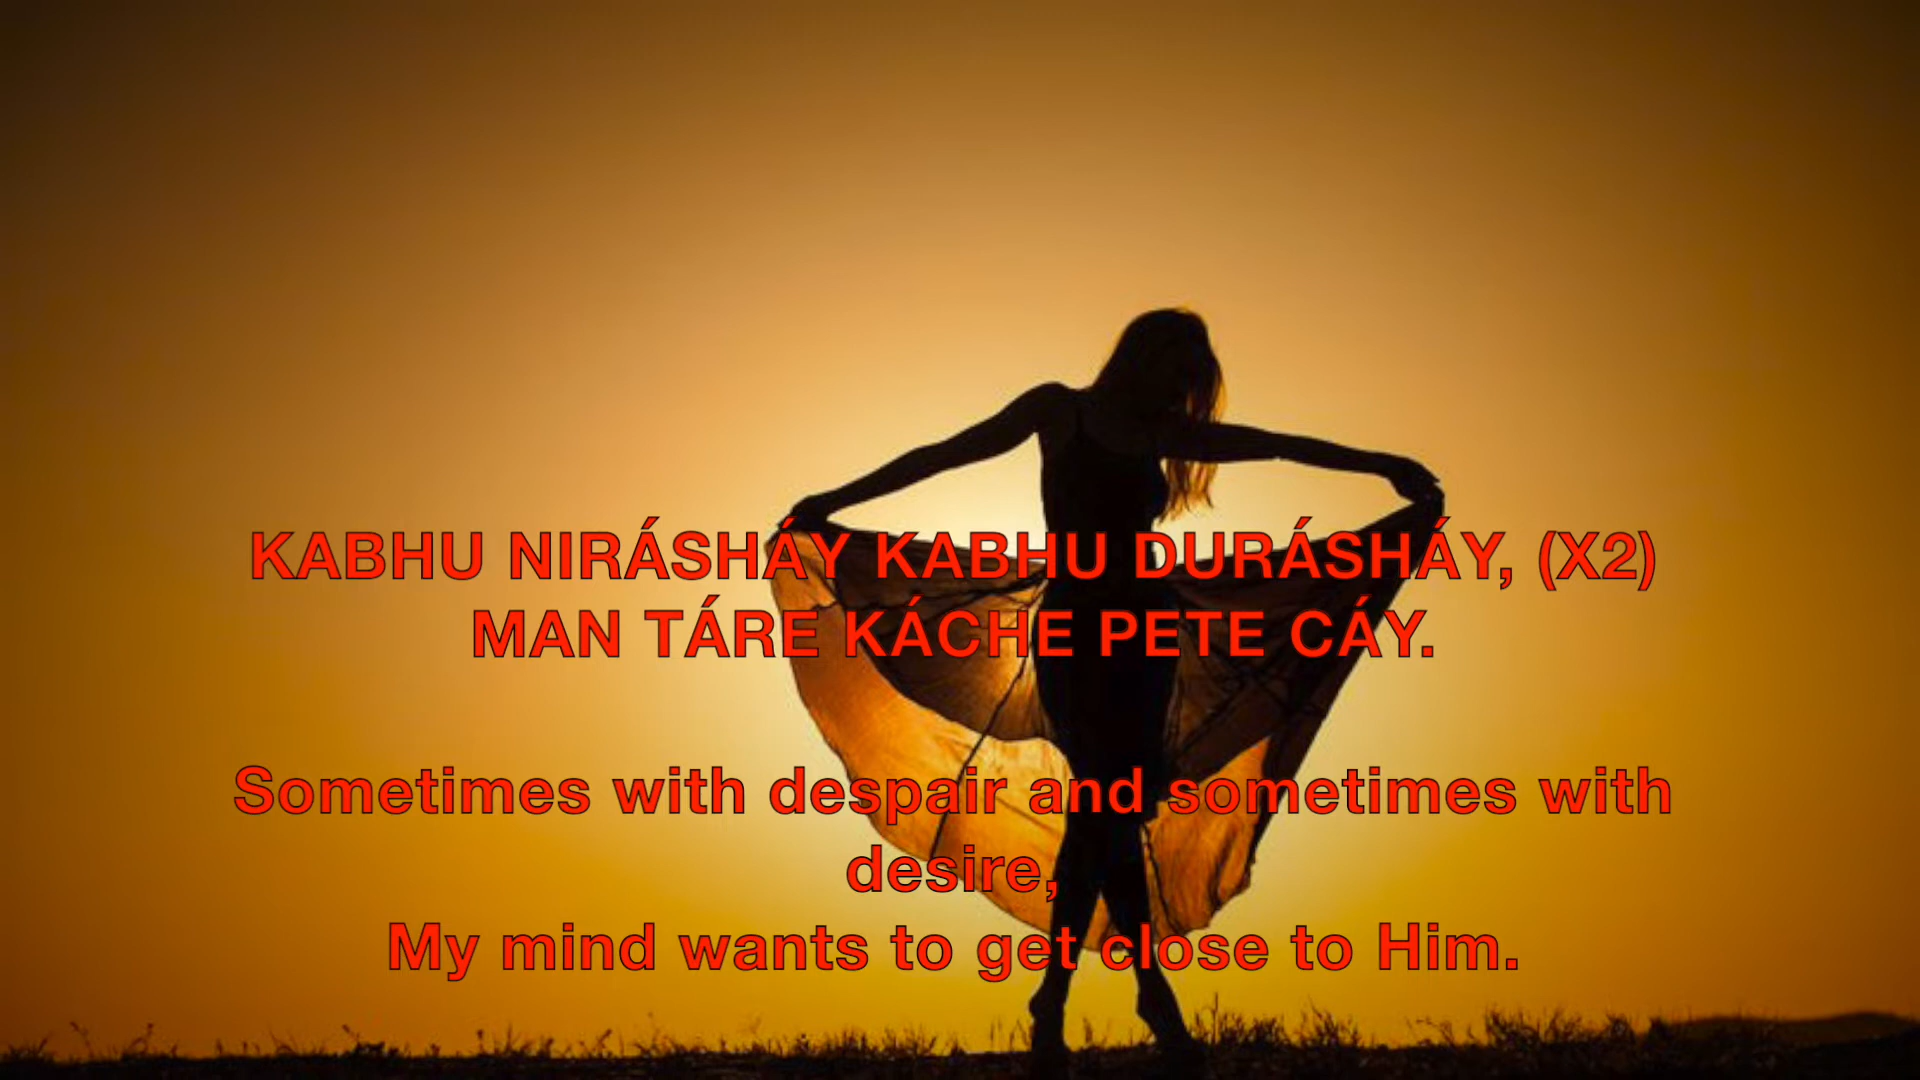 KABHU NIRÁSHÁY KABHU DURÁSHÁY, (X2)
MAN TÁRE KÁCHE PETE CÁY.
Sometimes with despair and sometimes with
desire,
My mind wants to get close to Him.